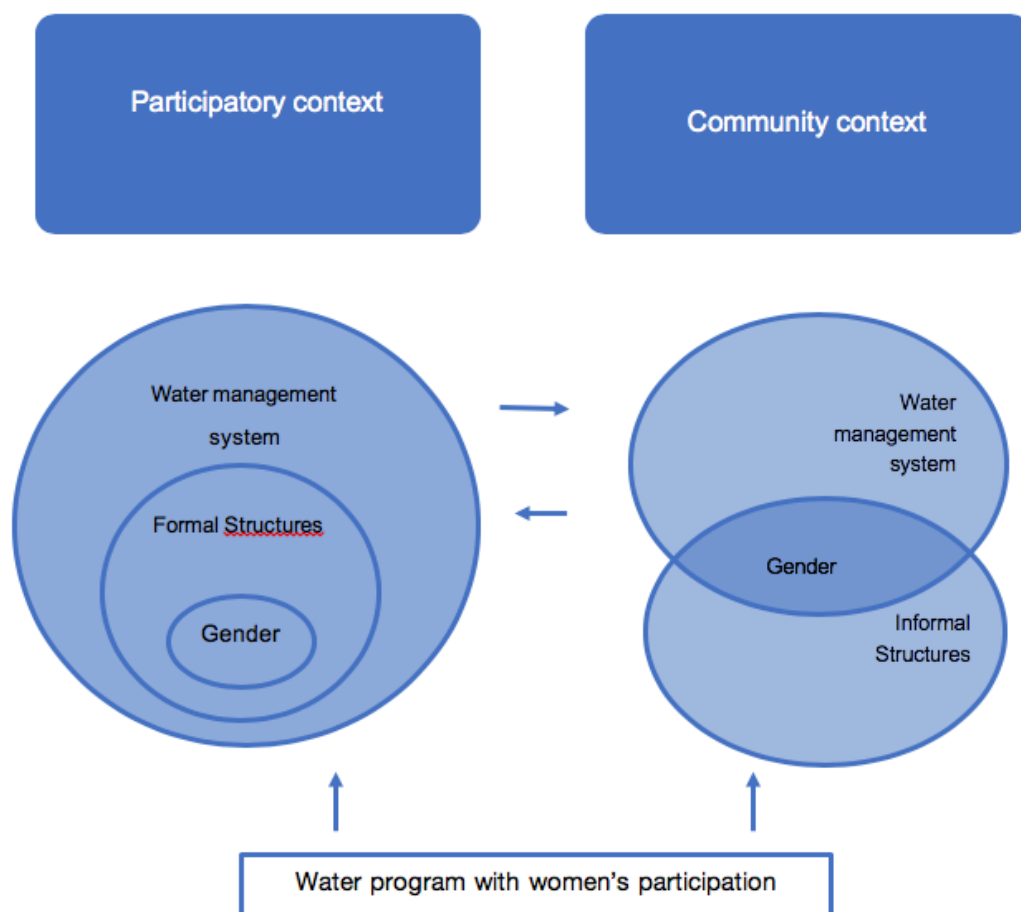 Participatory context
Community context
Water management
system
Formal Structures
Gender
Water
management
system
Gender
Informal
Structures
Water program with women's participation